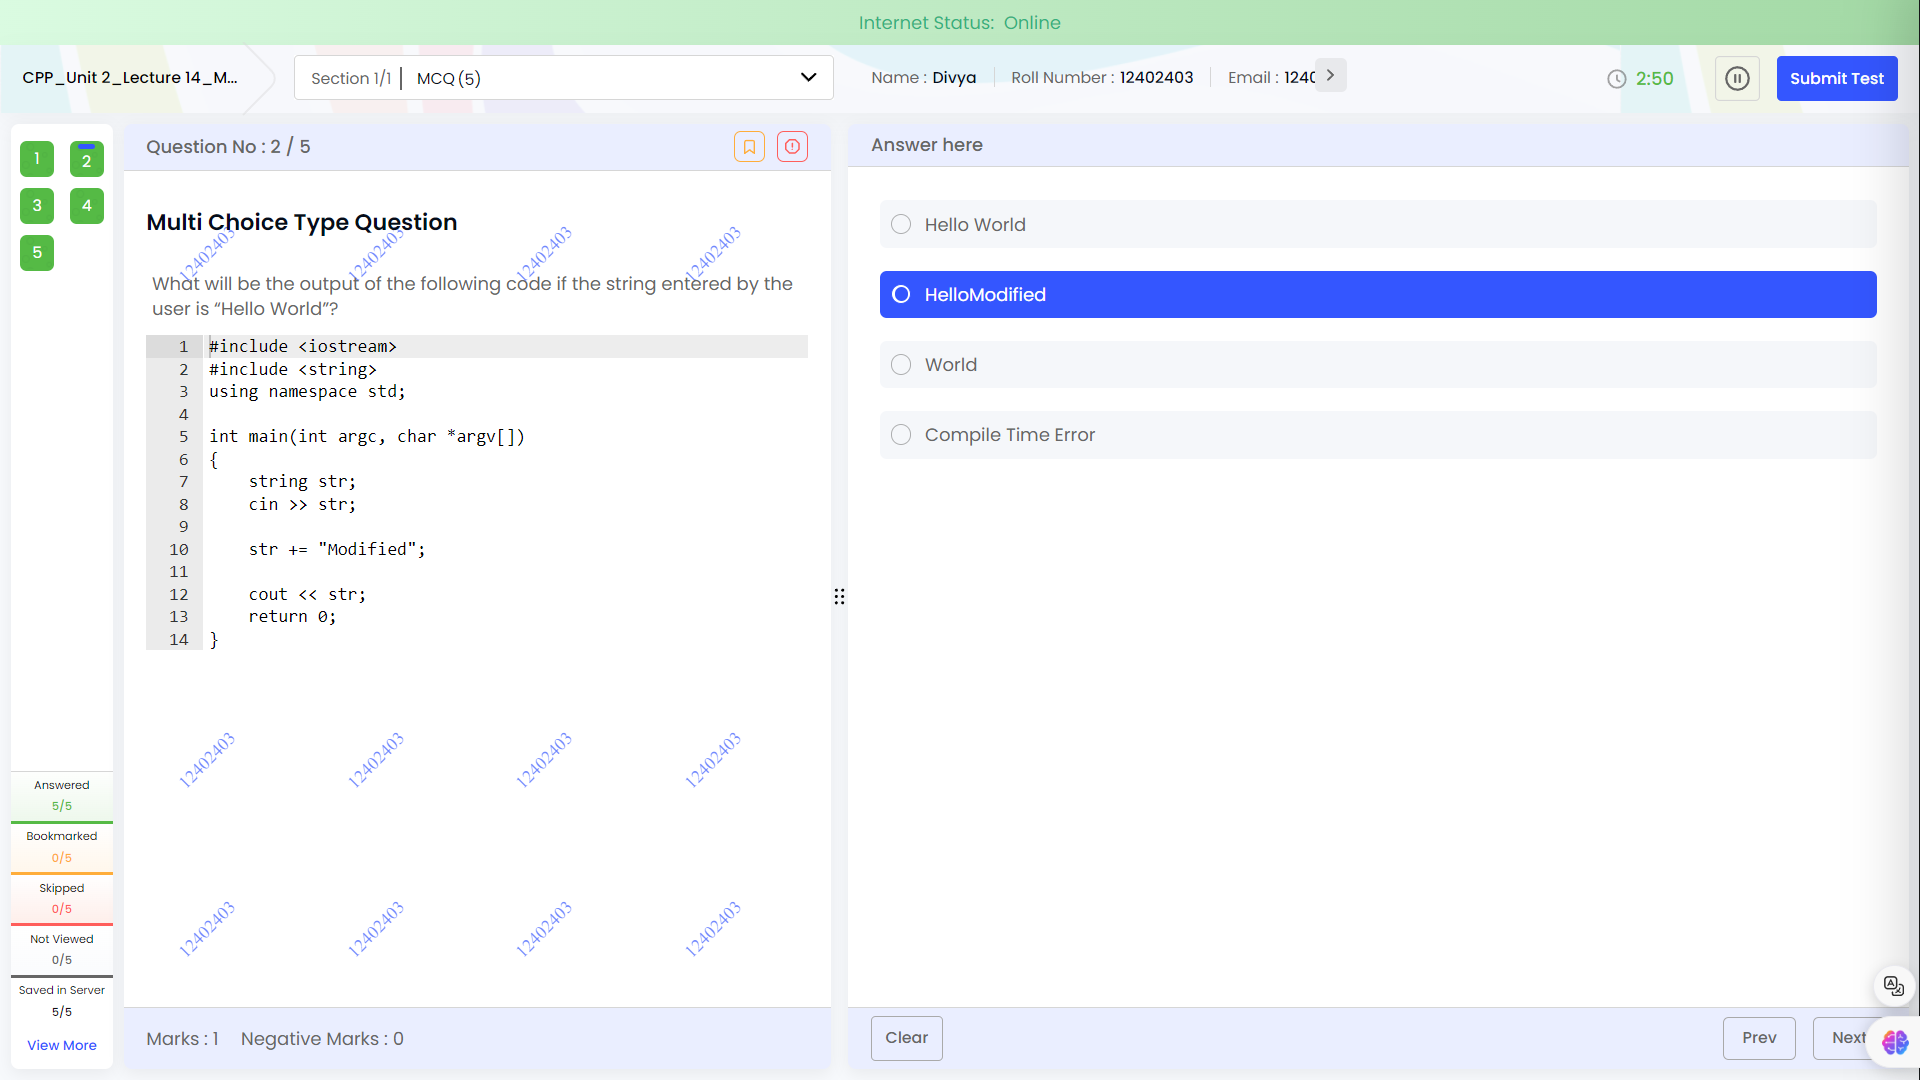 Internet Status: Online
CPP_Unit 2_Lecture 14_M...
Section 1/1 | MCQ (5)
Name : Divya
Roll Number : 12402403
Email : 1240
2:50
Submit Test
1
2
3
4
5
Answered
5/5
Bookmarked
0/5
Skipped
0/5
Not Viewed
0/5
Saved in Server
5/5
View More
Question No : 2 / 5
Multi Choice Type Question
12402403 12402403 12402403 12402403
What will be the output of the following code if the string entered by the
user is “Hello World”?
1 #include <iostream>
2 #include <string>
3 using namespace std;
4
5 int main(int argc, char *argv[])
6 {
7     string str;
8     cin >> str;
9
10     str += "Modified";
11
12     cout << str;
13     return 0;
14 }
12402403 12402403 12402403 12402403
12402403 12402403 12402403 12402403
Marks : 1 Negative Marks : 0
Answer here
Hello World
HelloModified
World
Compile Time Error
Clear
Prev
Next